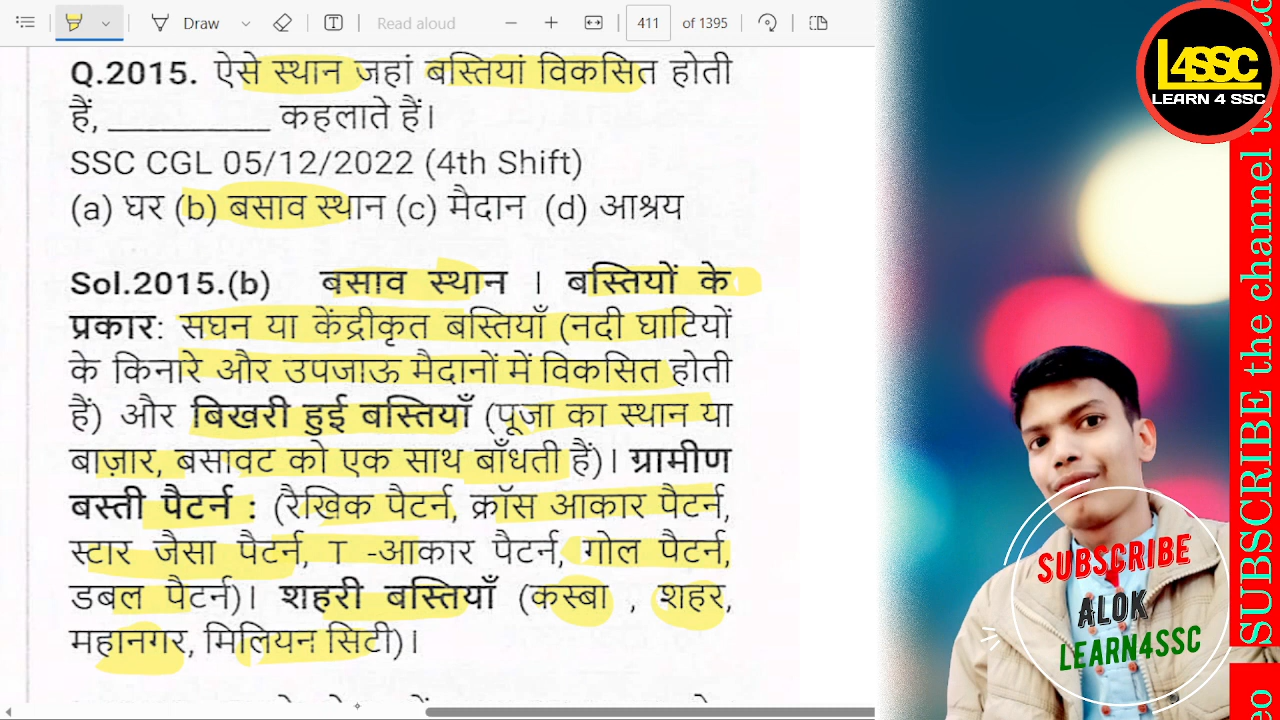 Draw
Read aloud
411 of 1395
Q.2015. ऐसे स्थान जहां बस्तियां विकसित होती
हैं, __________ कहलाते हैं।
SSC CGL 05/12/2022 (4th Shift)
(a) घर (b) बसाव स्थान (c) मैदान (d) आश्रय
Sol.2015.(b) बसाव स्थान । बस्तियों के
प्रकार: सघन या केंद्रीकृत बस्तियाँ (नदी घाटियों
के किनारे और उपजाऊ मैदानों में विकसित होती
हैं) और बिखरी हुई बस्तियाँ (पूजा का स्थान या
बाज़ार, बसावट को एक साथ बाँधती हैं)। ग्रामीण
बस्ती पैटर्न : (रैखिक पैटर्न, क्रॉस आकार पैटर्न,
स्टार जैसा पैटर्न, T -आकार पैटर्न, गोल पैटर्न,
डबल पैटर्न)। शहरी बस्तियाँ (कस्बा , शहर,
महानगर, मिलियन सिटी)।
L4SSC
LEARN 4 SSC
SUBSCRIBE
ALOK
LEARN4SSC
SUBSCRIBE the channel to
eo